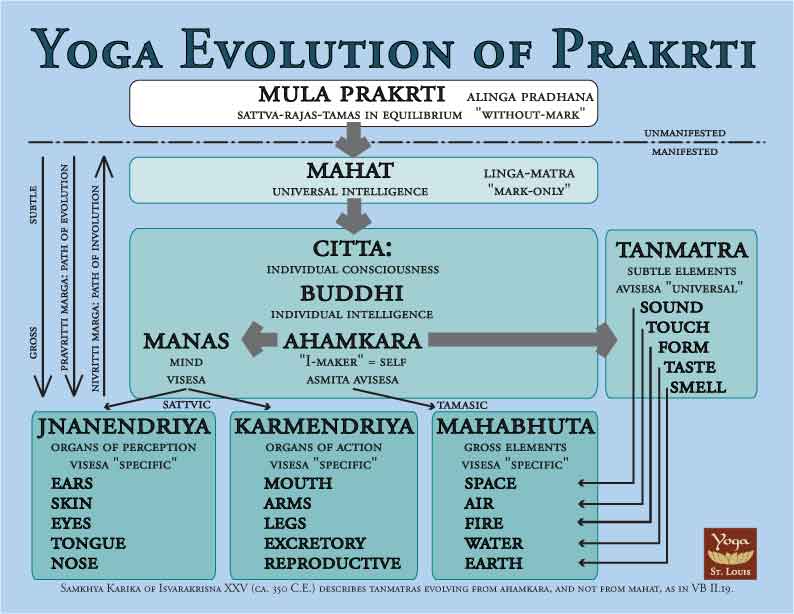 Yoga Evolution of Prakrti
Mula Prakrti
sattva-rajas-tamas in equilibrium
Alinga Pradhana
"without-mark"
unmanifested
manifested
Mahat
universal intelligence
Linga-matra
"mark-only"
subtle
gross
pravritti marga: path of evolution
nivritti marga: path of involution
Citta:
individual consciousness
Buddhi
individual intelligence
Manas
mind
visesa
Ahamkara
"I-maker" = self
asmita avisesa
Tanmatra
subtle elements
avisesa "universal"
sound
touch
form
taste
smell
sattvic
tamasic
Jnanendriya
organs of perception
visesa "specific"
ears
skin
eyes
tongue
nose
Karmendriya
organs of action
visesa "specific"
mouth
arms
legs
excretory
reproductive
Mahabhuta
gross elements
visesa "specific"
space
air
fire
water
earth
Yoga
St. Louis
Samkhya Karika of Isvarakrisna XXV (ca. 350 C.E.) describes tanmatras evolving from ahamkara, and not from mahat, as in VB II.19.